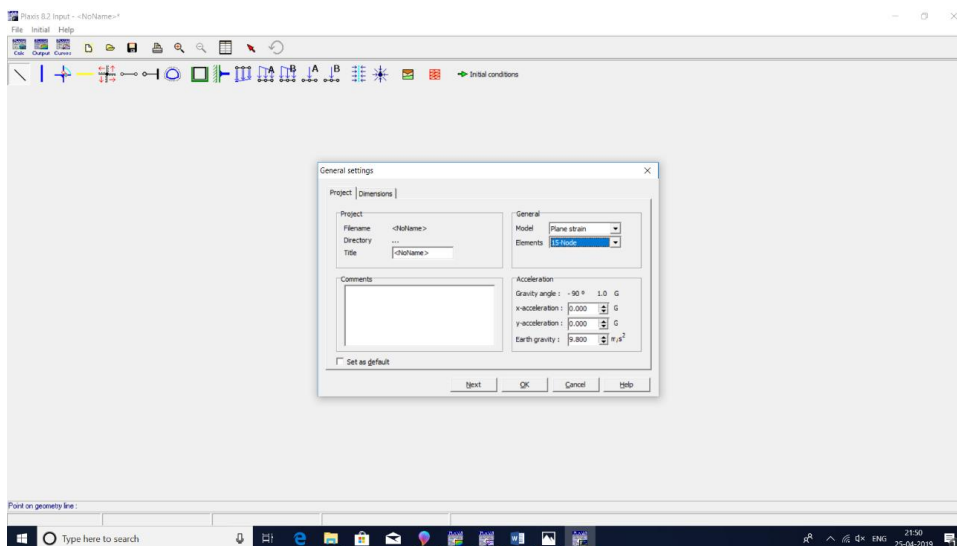 Plaxis 8.2 Input - <NoName>*
File Initial Help
Calc Output Curves
A B A B Initial conditions
General settings
Project Dimensions
Project
Filename <NoName>
Directory ...
Title <NoName>
General
Model Plane strain
Elements 15-Node
Comments
Acceleration
Gravity angle : - 90 º 1.0 G
x-acceleration : 0.000 G
y-acceleration : 0.000 G
Earth gravity : 9.800 m/s²
Set as default
Next OK Cancel Help
Point on geometry line :
Type here to search
ENG
21:50
25-04-2019